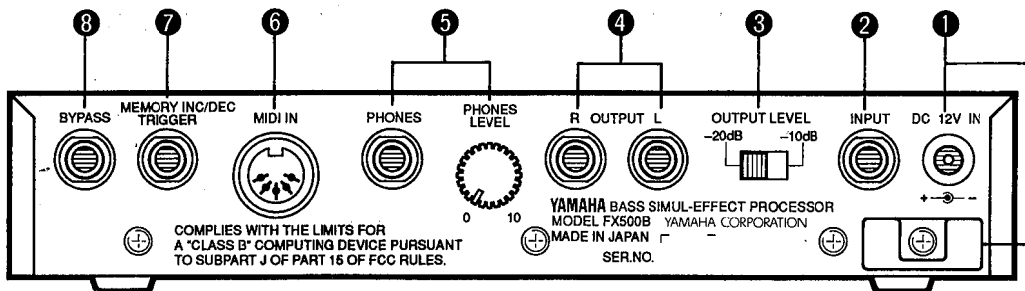 8 7 6 5 4 3 2 1
BYPASS
MEMORY INC/DEC
TRIGGER
MIDI IN
PHONES
PHONES
LEVEL
0 10
R OUTPUT L
OUTPUT LEVEL
-20dB -10dB
INPUT
DC 12V IN
+ -
COMPLIES WITH THE LIMITS FOR
A "CLASS B" COMPUTING DEVICE PURSUANT
TO SUBPART J OF PART 15 OF FCC RULES.
YAMAHA BASS SIMUL-EFFECT PROCESSOR
MODEL FX500B YAMAHA CORPORATION
MADE IN JAPAN
SER.NO.